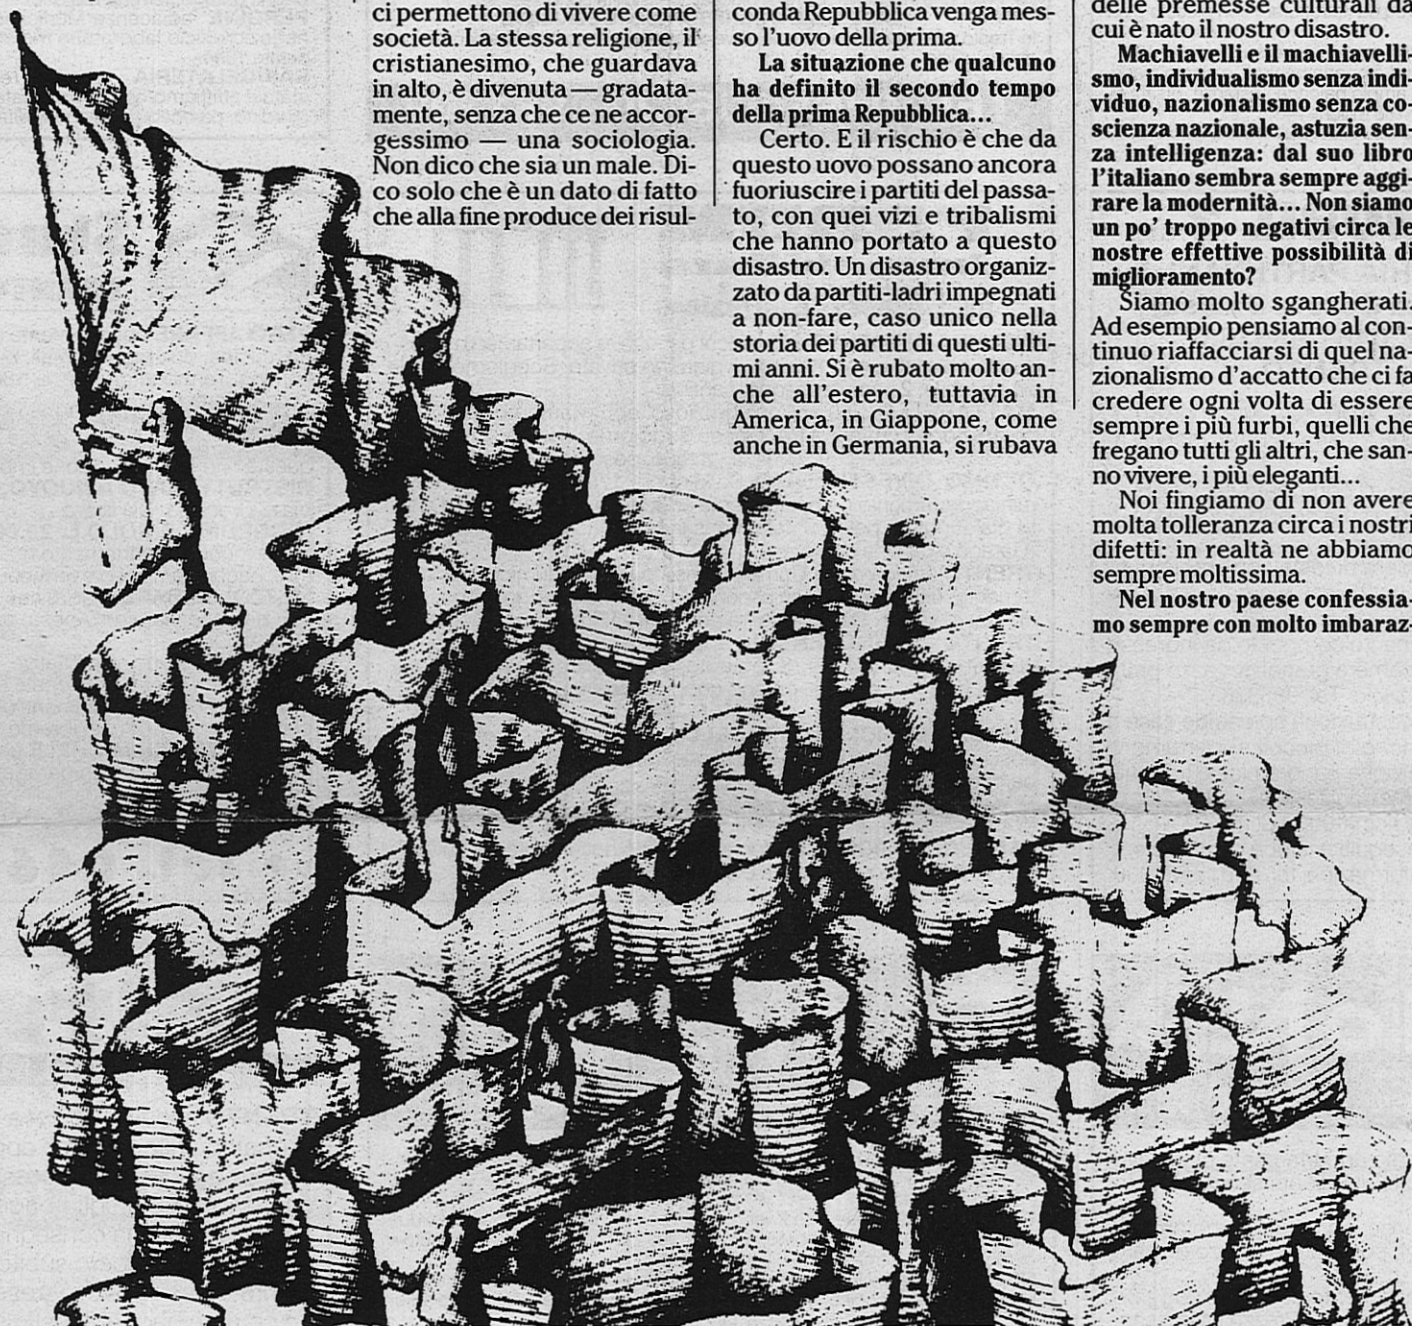 ci permettono di vivere come
società. La stessa religione, il
cristianesimo, che guardava
in alto, è divenuta — gradata-
mente, senza che ce ne accor-
gessimo — una sociologia.
Non dico che sia un male. Di-
co solo che è un dato di fatto
che alla fine produce dei risul-
conda Repubblica venga mes-
so l'uovo della prima.
La situazione che qualcuno
ha definito il secondo tempo
della prima Repubblica...
Certo. E il rischio è che da
questo uovo possano ancora
fuoriuscire i partiti del passa-
to, con quei vizi e tribalismi
che hanno portato a questo
disastro. Un disastro organiz-
zato da partiti-ladri impegnati
a non-fare, caso unico nella
storia dei partiti di questi ulti-
mi anni. Si è rubato molto an-
che all'estero, tuttavia in
America, in Giappone, come
anche in Germania, si rubava
delle premesse culturali da
cui è nato il nostro disastro.
Machiavelli e il machiavelli-
smo, individualismo senza indi-
viduo, nazionalismo senza co-
scienza nazionale, astuzia sen-
za intelligenza: dal suo libro
l'italiano sembra sempre aggi-
rare la modernità... Non siamo
un po' troppo negativi circa le
nostre effettive possibilità di
miglioramento?
Siamo molto sgangherati.
Ad esempio pensiamo al con-
tinuo riaffacciarsi di quel na-
zionalismo d'accatto che ci fa
credere ogni volta di essere
sempre i più furbi, quelli che
fregano tutti gli altri, che san-
no vivere, i più eleganti...
Noi fingiamo di non avere
molta tolleranza circa i nostri
difetti: in realtà ne abbiamo
sempre moltissima.
Nel nostro paese confessia-
mo sempre con molto imbaraz-